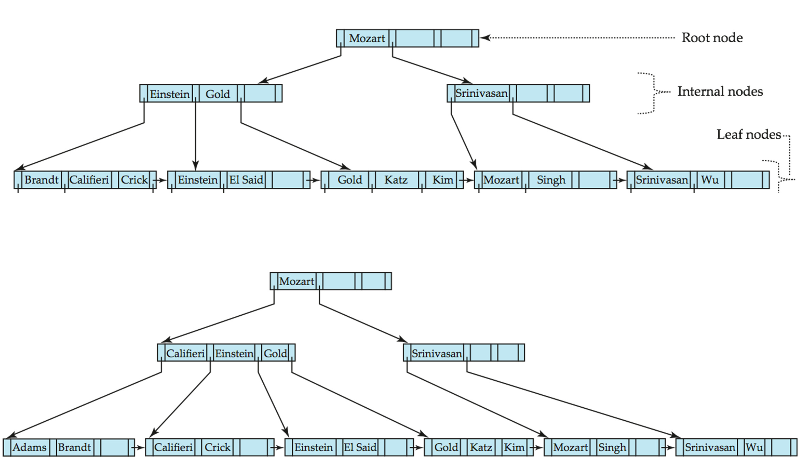 Mozart
Root node
Einstein Gold
Srinivasan
Internal nodes
Leaf nodes
Brandt Califieri Crick
Einstein El Said
Gold Katz Kim
Mozart Singh
Srinivasan Wu
Mozart
Califieri Einstein Gold
Srinivasan
Adams Brandt
Califieri Crick
Einstein El Said
Gold Katz Kim
Mozart Singh
Srinivasan Wu